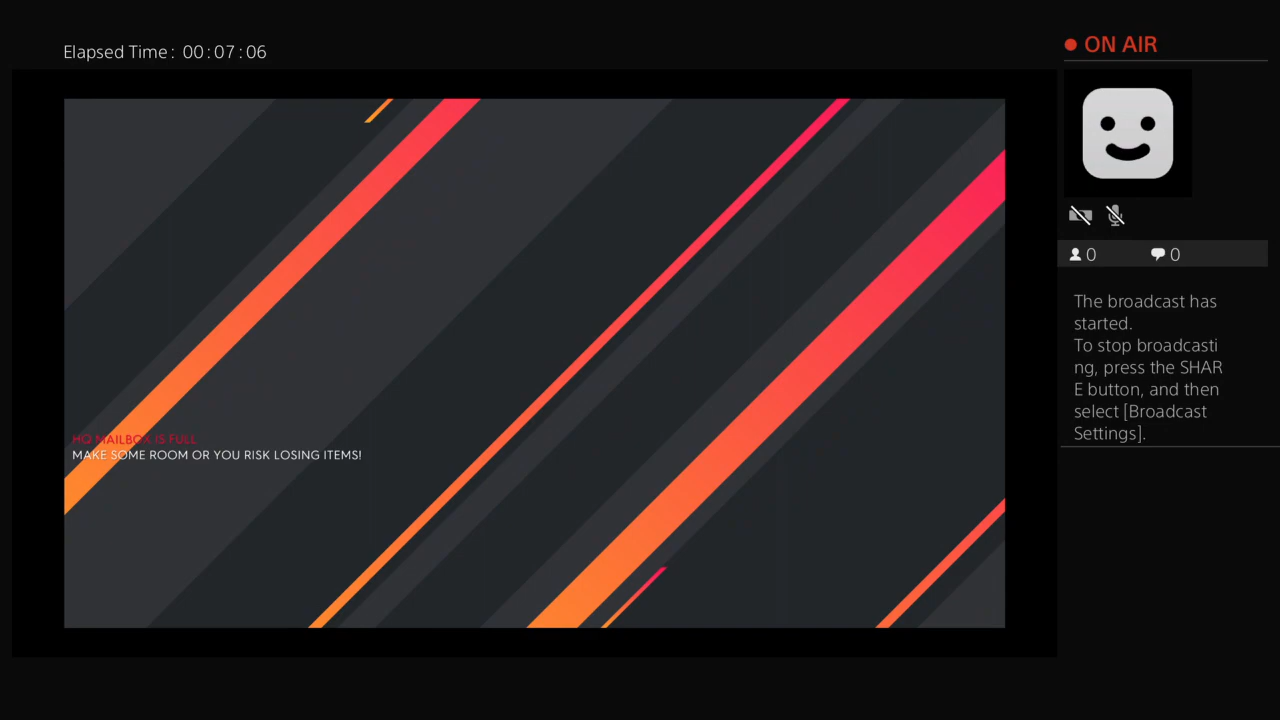 Elapsed Time: 00:07:06
ON AIR
0 0
The broadcast has
started.
To stop broadcasti
ng, press the SHAR
E button, and then
select [Broadcast
Settings].
HQ MAILBOX IS FULL
MAKE SOME ROOM OR YOU RISK LOSING ITEMS!